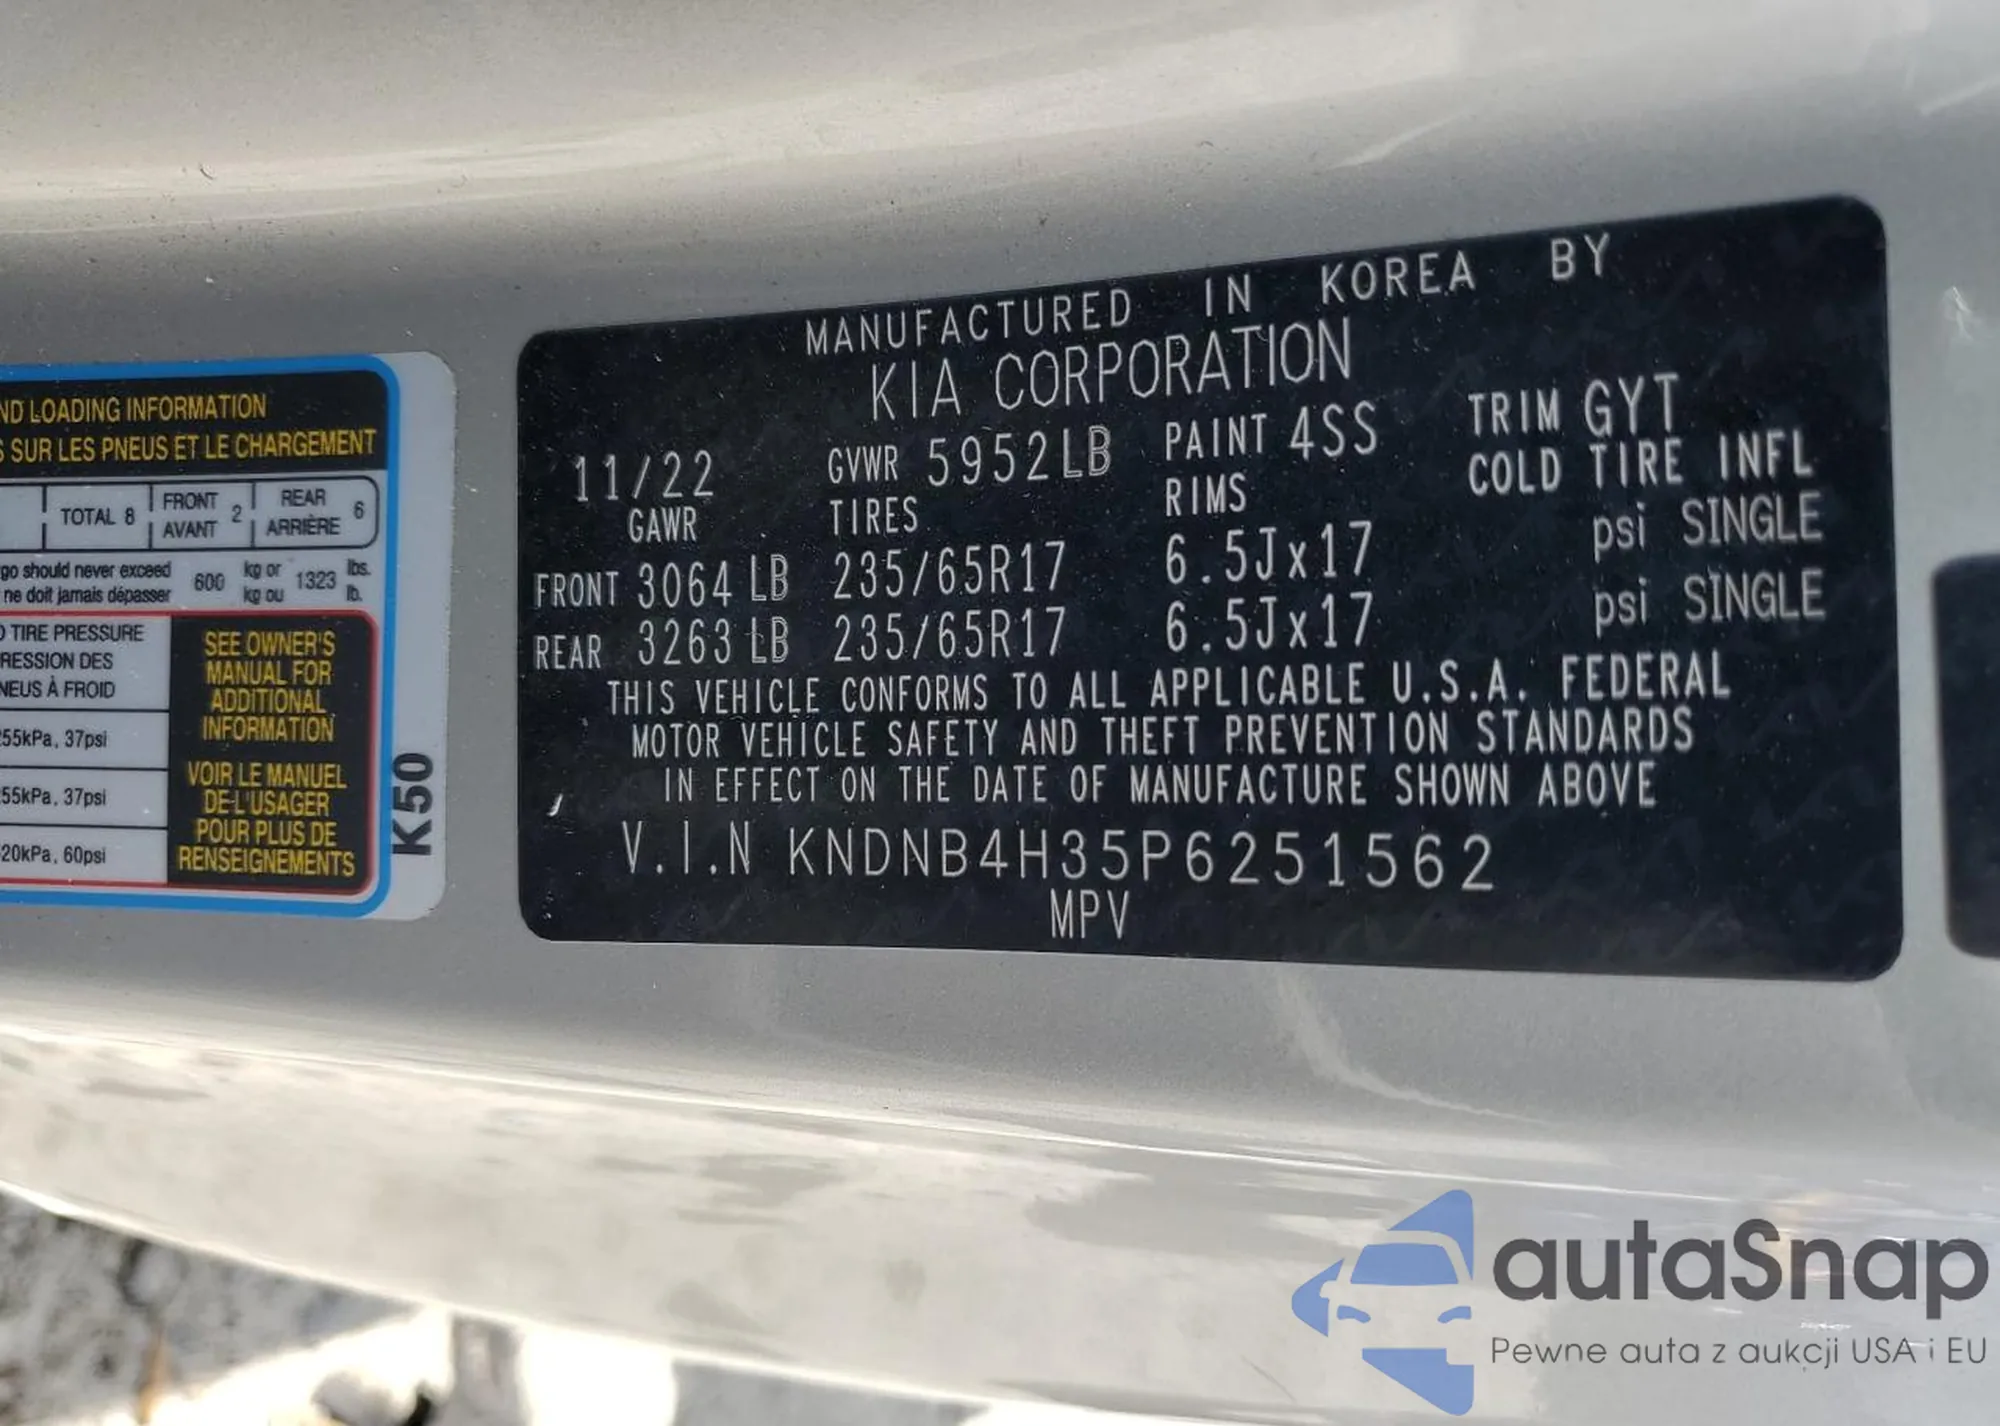 ND LOADING INFORMATION
SUR LES PNEUS ET LE CHARGEMENT
TOTAL 8 FRONT AVANT 2 REAR ARRIÈRE 6
go should never exceed
ne doit jamais dépasser
600 kg or kg ou 1323 lbs. lb.
TIRE PRESSURE
RESSION DES
NEUS À FROID
55kPa, 37psi
55kPa, 37psi
20kPa, 60psi
SEE OWNER'S
MANUAL FOR
ADDITIONAL
INFORMATION
VOIR LE MANUEL
DE L'USAGER
POUR PLUS DE
RENSEIGNEMENTS
K50
MANUFACTURED IN KOREA BY
KIA CORPORATION
11/22 GVWR 5952LB PAINT 4SS TRIM GYT
GAWR TIRES RIMS COLD TIRE INFL
FRONT 3064 LB 235/65R17 6.5Jx17 psi SINGLE
REAR 3263 LB 235/65R17 6.5Jx17 psi SINGLE
THIS VEHICLE CONFORMS TO ALL APPLICABLE U.S.A. FEDERAL
MOTOR VEHICLE SAFETY AND THEFT PREVENTION STANDARDS
IN EFFECT ON THE DATE OF MANUFACTURE SHOWN ABOVE
V.I.N KNDNB4H35P6251562
MPV
autaSnap
Pewne auta z aukcji USA i EU